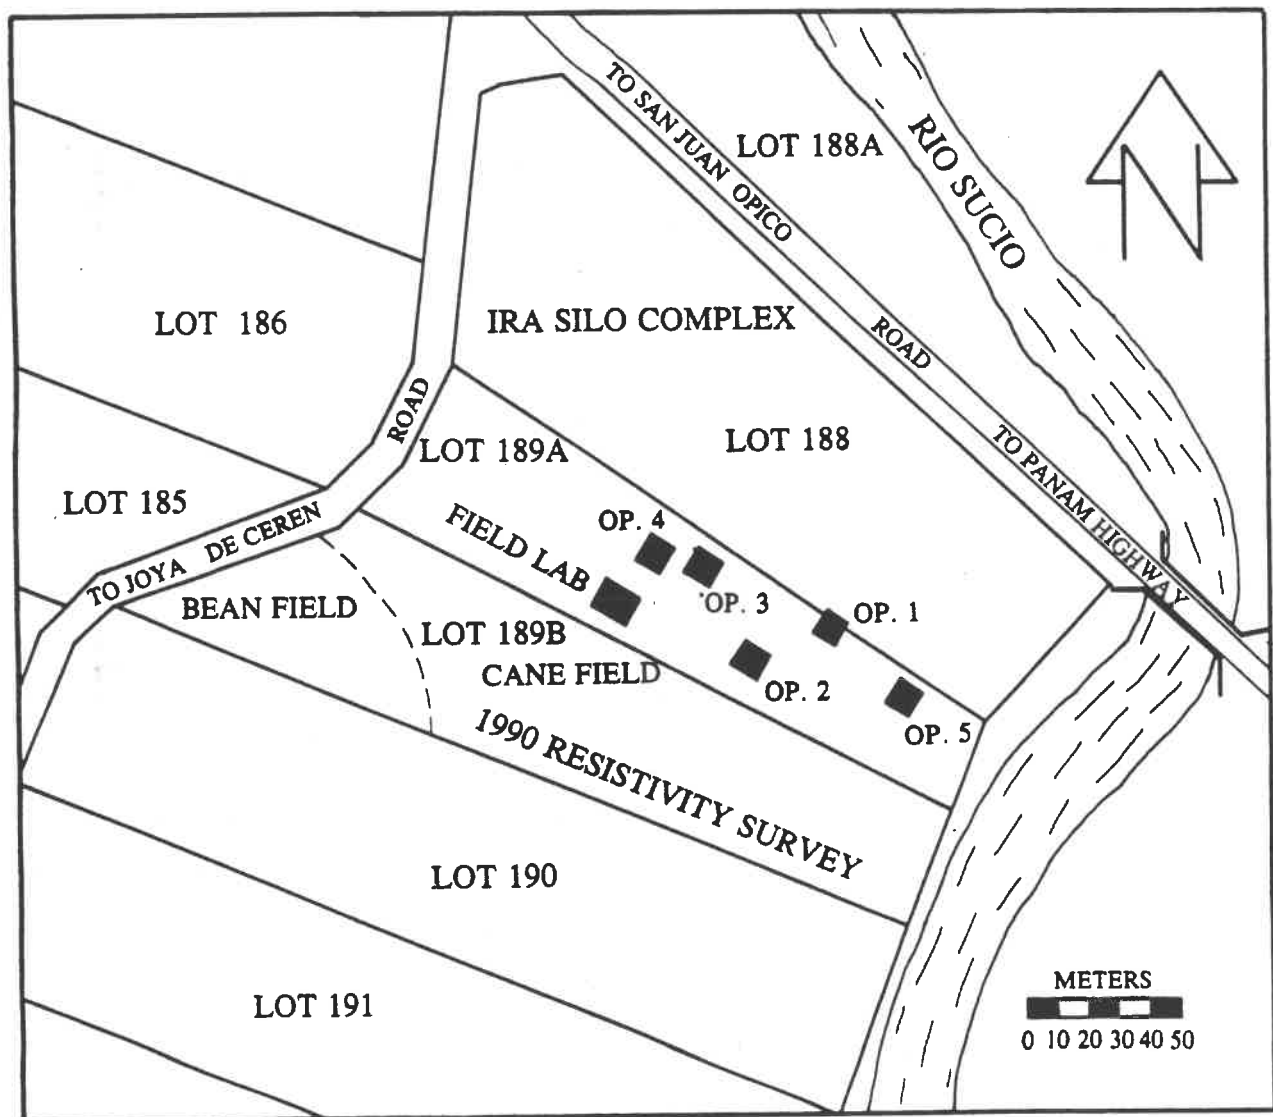 TO SAN JUAN OPICO
ROAD
TO PANAM HIGHWAY
LOT 188A
RIO SUCIO
N
LOT 186
IRA SILO COMPLEX
ROAD
LOT 189A
LOT 188
LOT 185
TO JOYA DE CEREN
FIELD LAB
OP. 4
OP. 3
OP. 1
BEAN FIELD
LOT 189B
CANE FIELD
OP. 2
OP. 5
1990 RESISTIVITY SURVEY
LOT 190
LOT 191
METERS
0 10 20 30 40 50